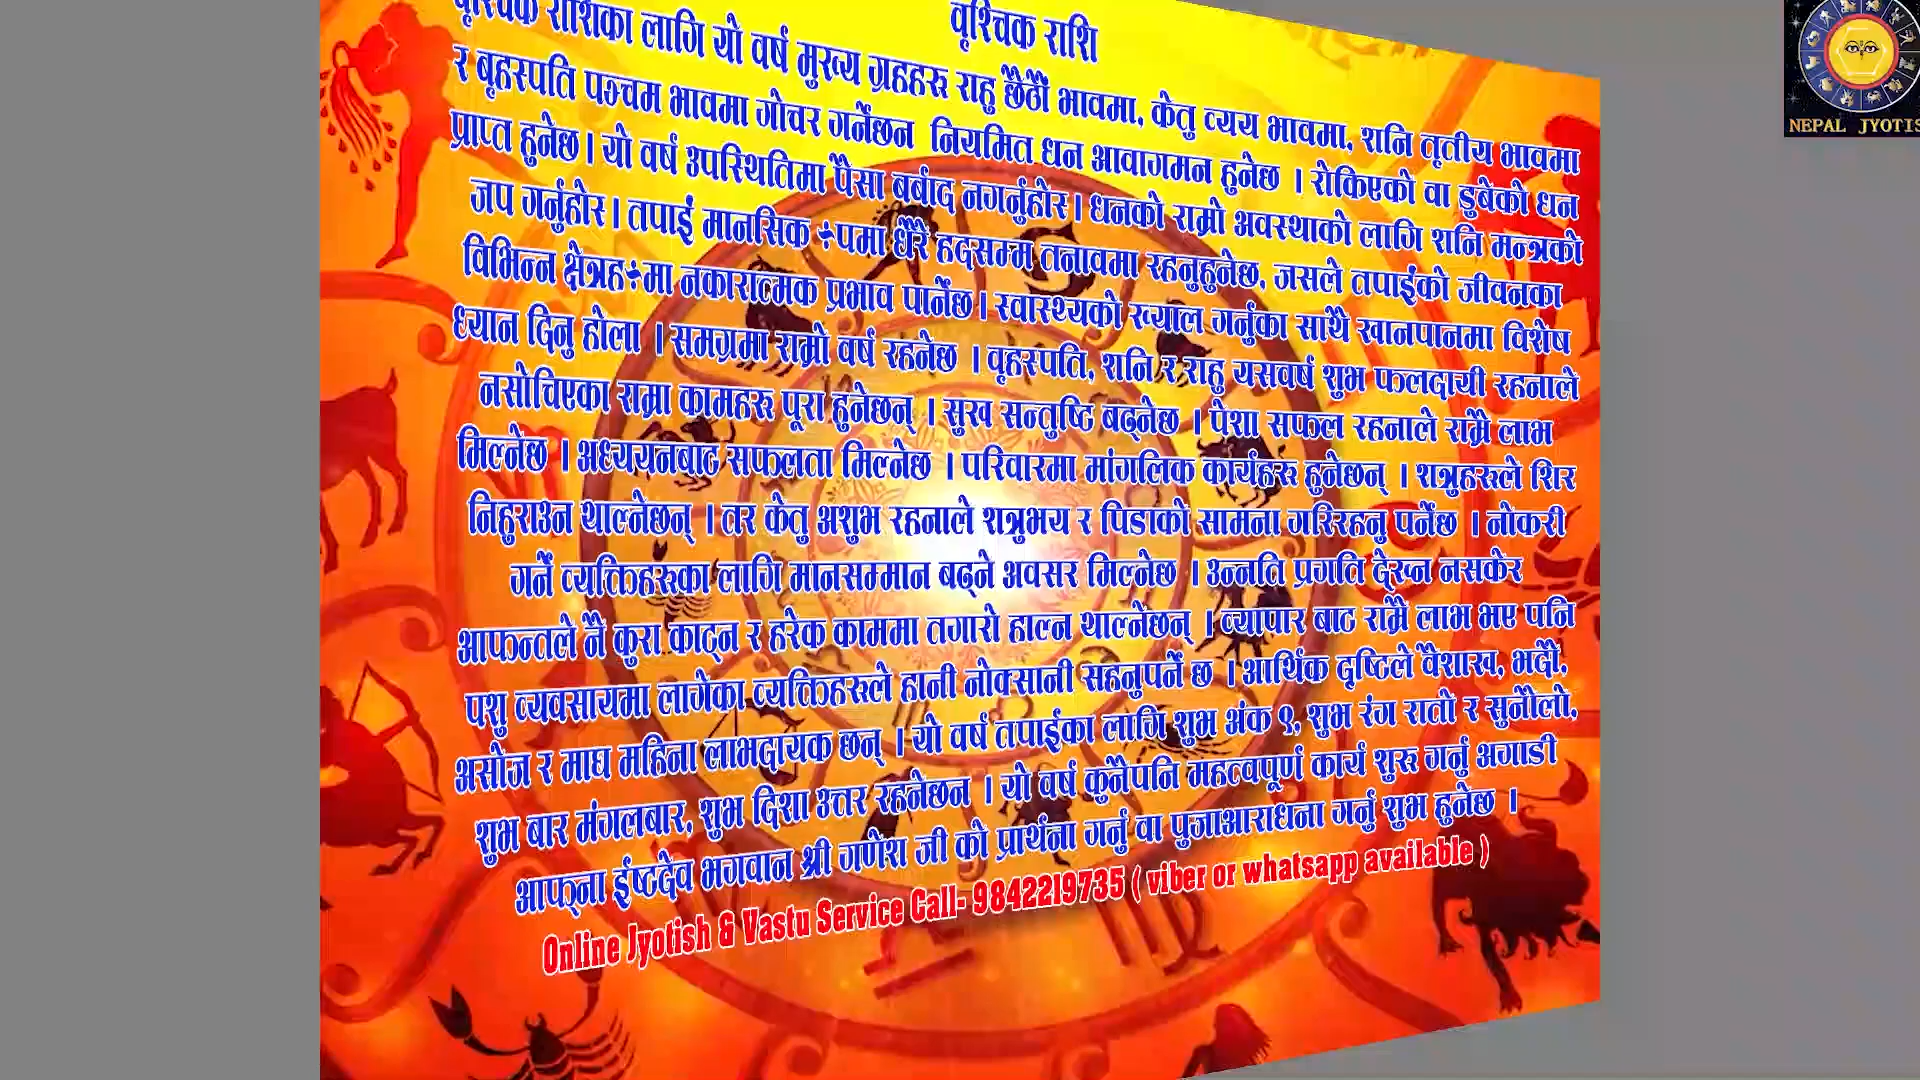 वृश्चिक राशि
वृश्चिक राशिका लागि यो वर्ष मुख्य ग्रहहरू राहु छैठौं भावमा, केतु व्यय भावमा, शनि तृतीय भावमा
र बृहस्पति पञ्चम भावमा गोचर गर्नेछन नियमित धन आवागमन हुनेछ । रोकिएको वा डुबेको धन
प्राप्त हुनेछ। यो वर्ष उपस्थितिमा पैसा बर्बाद नगर्नुहोस। धनको राम्रो अवस्थाको लागि शनि मन्त्रको
जप गर्नुहोस। तपाइं मानसिक ÷पमा धेरै हदसम्म तनावमा रहनुहुनेछ, जसले तपाइंको जीवनका
विभिन्न क्षेत्रह÷मा नकारात्मक प्रभाव पार्नेछ। स्वास्थ्यको ख्याल गर्नुका साथै खानपानमा विशेष
ध्यान दिनु होला । समग्रमा राम्रो वर्ष रहनेछ । वृहस्पति, शनि र राहु यसवर्ष शुभ फलदायी रहनाले
नसोचिएका राम्रा कामहरू पूरा हुनेछन् । सुख सन्तुष्टि बढ्नेछ । पेशा सफल रहनाले राम्रै लाभ
मिल्नेछ । अध्ययनबाट सफलता मिल्नेछ । परिवारमा मांगलिक कार्यहरू हुनेछन् । शत्रुहरूले शिर
निहुराउन थाल्नेछन् । तर केतु अशुभ रहनाले शत्रुभय र पिडाको सामना गरिरहनु पर्नेछ । नोकरी
गर्ने व्यक्तिहरूका लागि मानसम्मान बढ्ने अवसर मिल्नेछ । उन्नति प्रगति देख्न नसकेर
आफन्तले नै कुरा काट्न र हरेक काममा तगारो हाल्न थाल्नेछन् । व्यापार बाट राम्रै लाभ भए पनि
पशु व्यवसायमा लागेका व्यक्तिहरूले हानी नोक्सानी सहनुपर्ने छ । आर्थिक दृष्टिले वैशाख, भदौ,
असोज र माघ महिना लाभदायक छन् । यो वर्ष तपाईका लागि शुभ अंक ९, शुभ रंग रातो र सुनौलो,
शुभ बार मंगलबार, शुभ दिशा उत्तर रहनेछन । यो वर्ष कुनैपनि महत्वपूर्ण कार्य शुरू गर्नु अगाडी
आफ्ना ईष्टदेव भगवान श्री गणेश जी को प्रार्थना गर्नु वा पुजाआराधना गर्नु शुभ हुनेछ ।
Online Jyotish & Vastu Service Call- 9842219735 ( viber or whatsapp available )
NEPAL JYOTIS